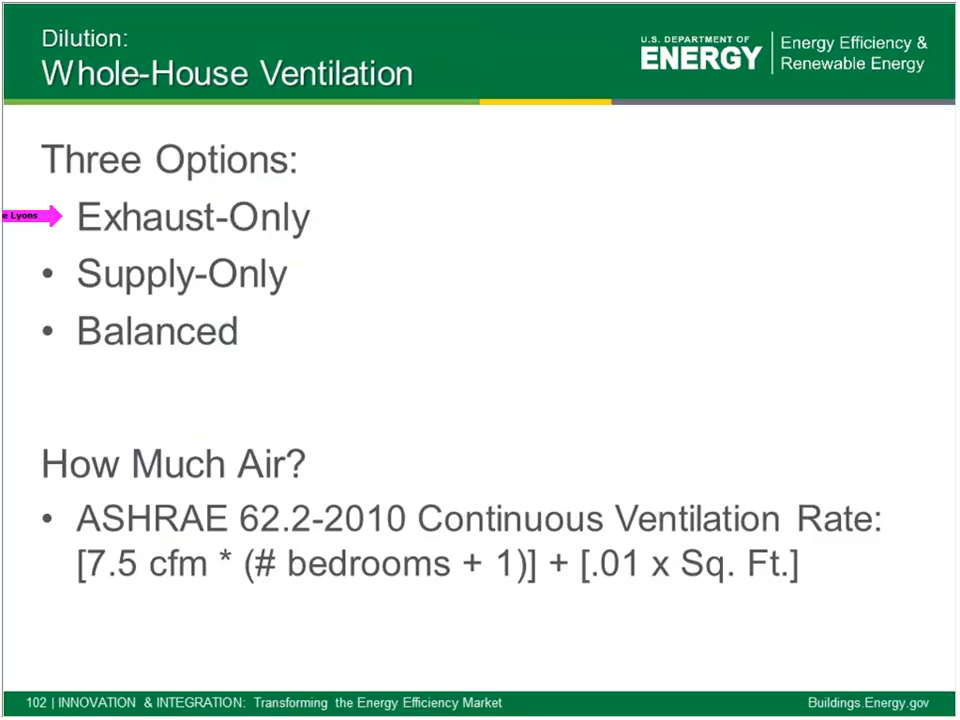 Dilution:
Whole-House Ventilation
U.S. DEPARTMENT OF
ENERGY
Energy Efficiency &
Renewable Energy
Three Options:
e Lyons
Exhaust-Only
• Supply-Only
• Balanced
How Much Air?
• ASHRAE 62.2-2010 Continuous Ventilation Rate:
[7.5 cfm * (# bedrooms + 1)] + [.01 x Sq. Ft.]
102 | INNOVATION & INTEGRATION: Transforming the Energy Efficiency Market
Buildings.Energy.gov